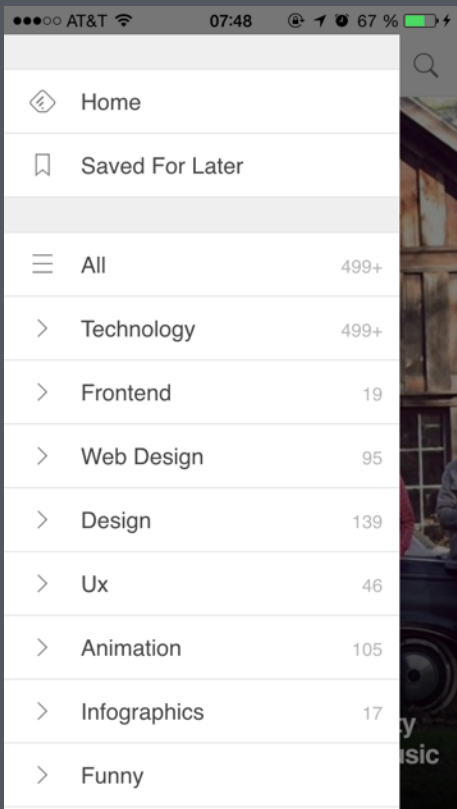 AT&T 07:48 67 %
Home
Saved For Later
All 499+
Technology 499+
Frontend 19
Web Design 95
Design 139
Ux 46
Animation 105
Infographics 17
Funny